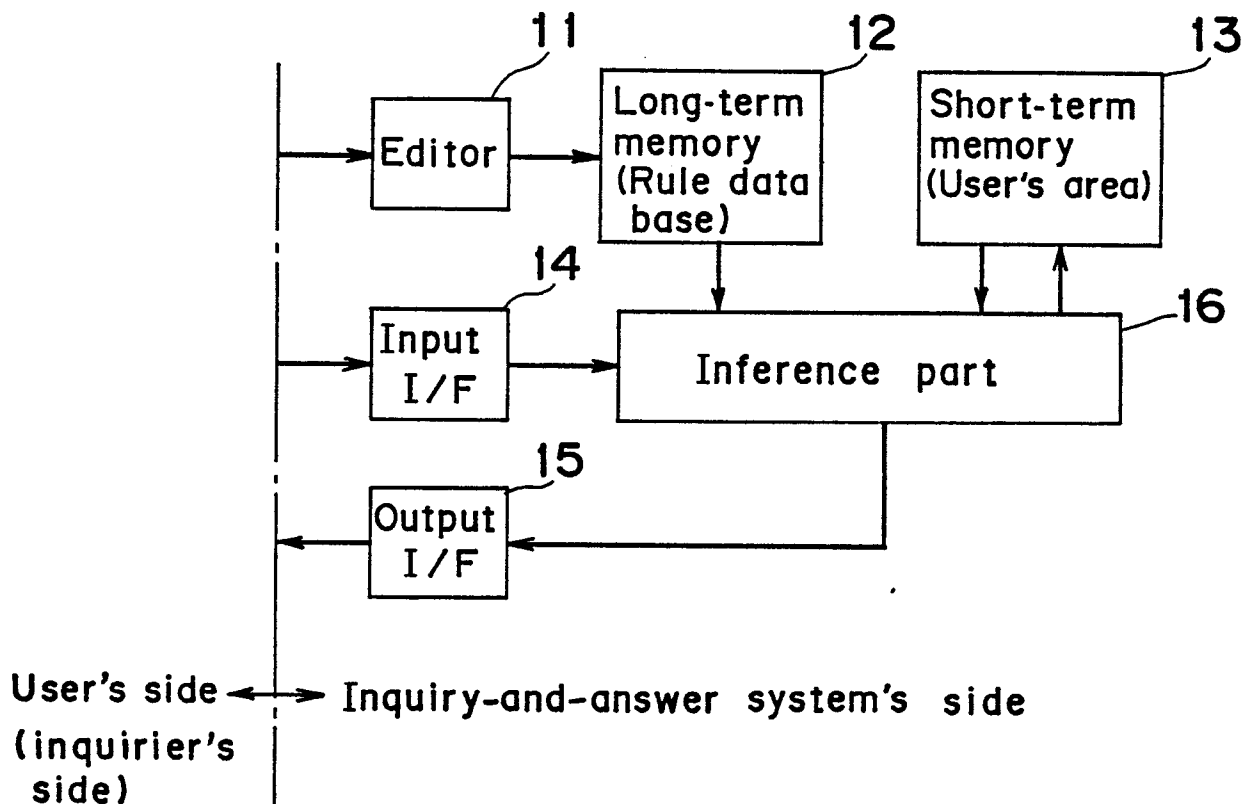 11
12
13
Editor
Long-term
memory
(Rule data
base)
Short-term
memory
(User's area)
14
Input
I/F
16
Inference part
15
Output
I/F
User's side
Inquiry-and-answer system's side
(inquirier's
side)